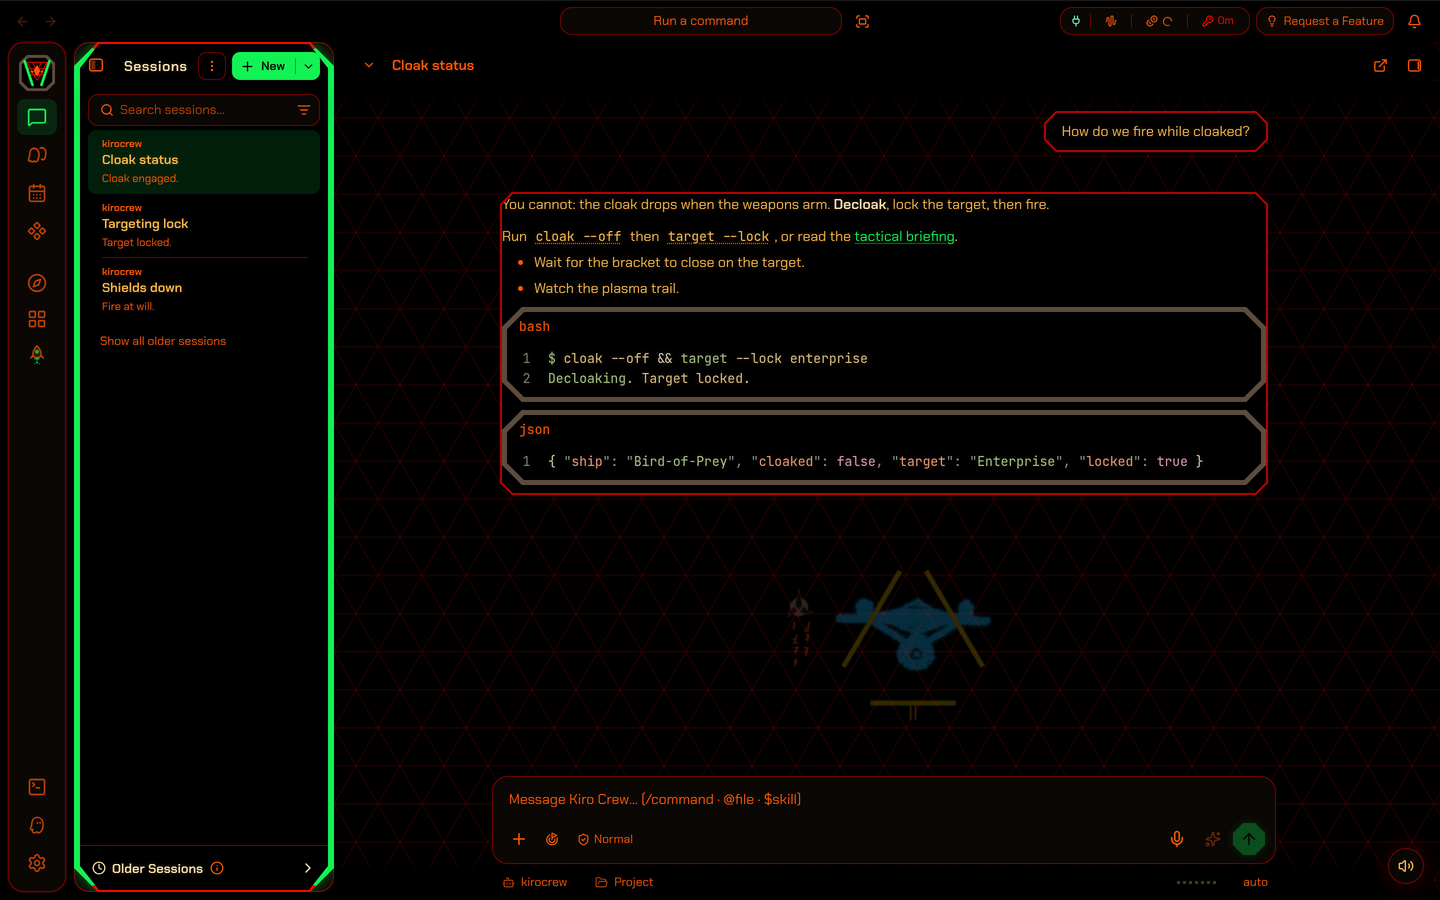 Run a command
0m
Request a Feature
Sessions
New
Search sessions...
kirocrew
Cloak status
Cloak engaged.
kirocrew
Targeting lock
Target locked.
kirocrew
Shields down
Fire at will.
Show all older sessions
Older Sessions
Cloak status
How do we fire while cloaked?
You cannot: the cloak drops when the weapons arm. Decloak, lock the target, then fire.
Run cloak --off then target --lock , or read the tactical briefing.
• Wait for the bracket to close on the target.
• Watch the plasma trail.
bash
1 $ cloak --off && target --lock enterprise
2 Decloaking. Target locked.
json
1 { "ship": "Bird-of-Prey", "cloaked": false, "target": "Enterprise", "locked": true }
Message Kiro Crew... (/command · @file · $skill)
Normal
kirocrew
Project
auto